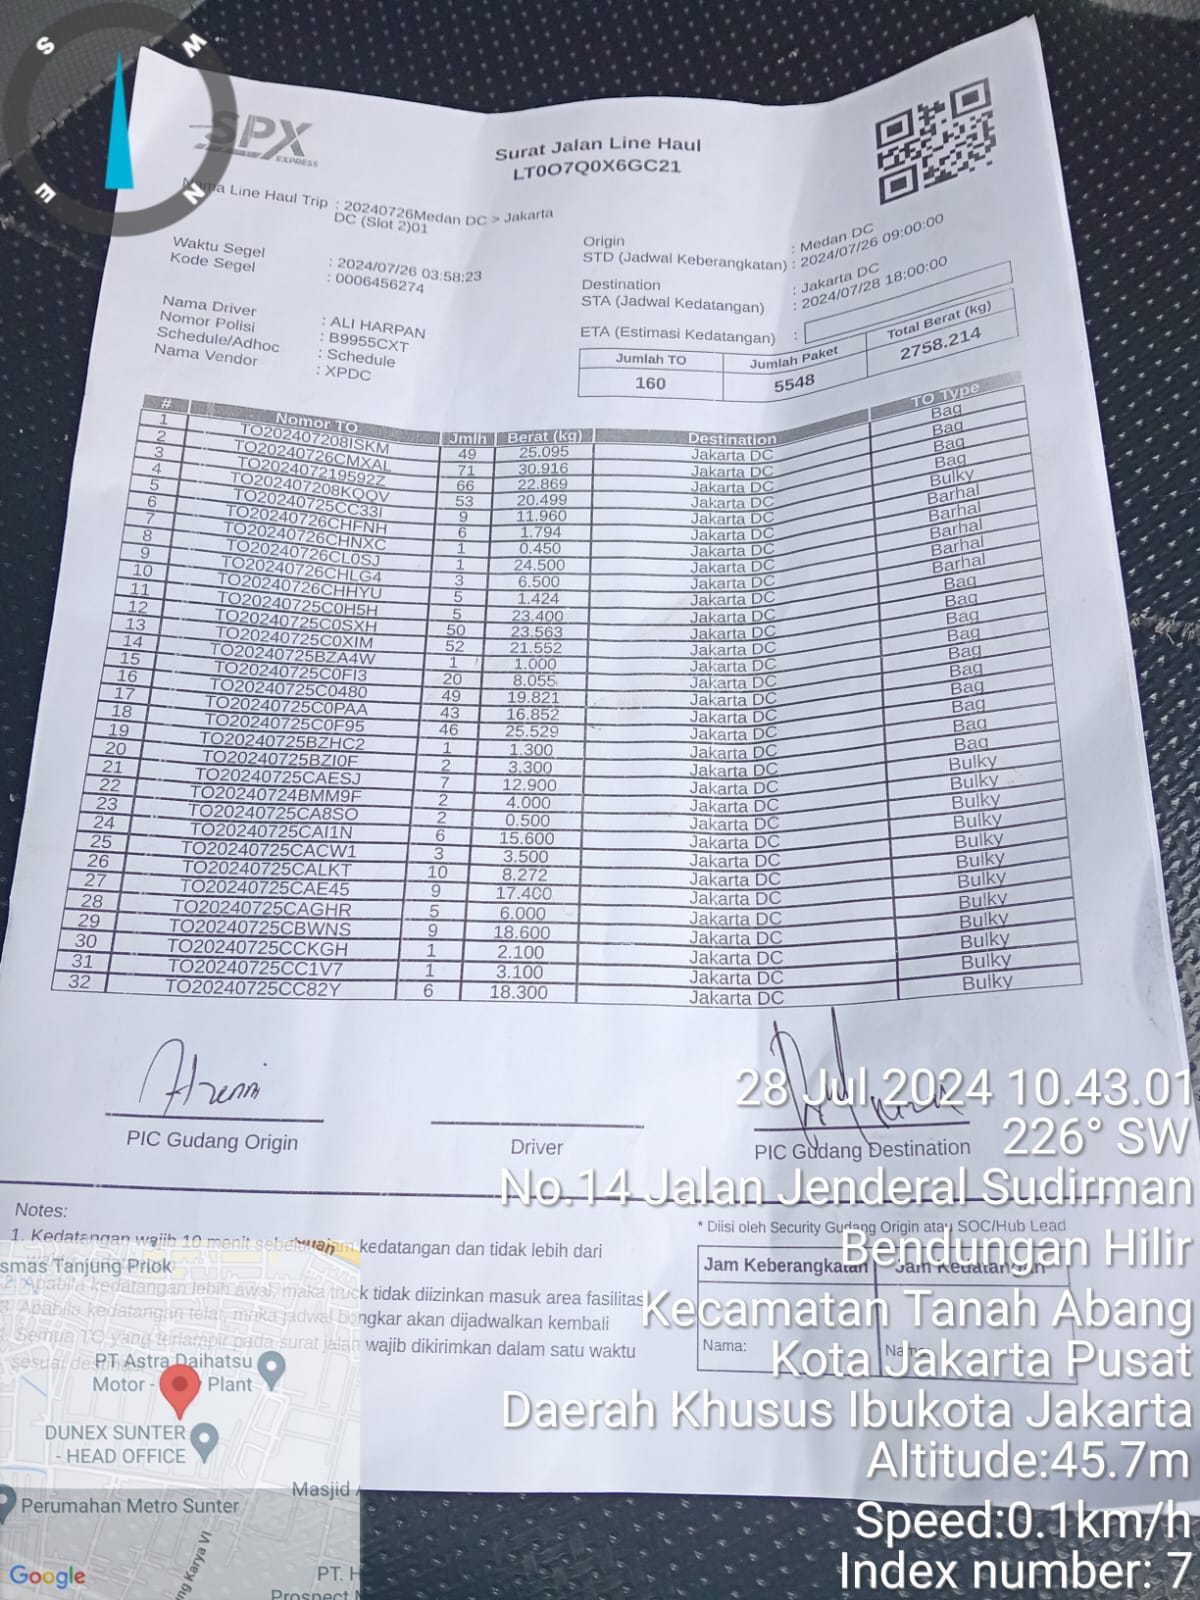 S
W
E
N
SPX
EXPRESS
Surat Jalan Line Haul
LT0O7Q0X6GC21
Nama Line Haul Trip : 20240726Medan DC > Jakarta
DC (Slot 2)01
Waktu Segel : 2024/07/26 03:58:23
Kode Segel : 0006456274
Nama Driver : ALI HARPAN
Nomor Polisi : B9955CXT
Schedule/Adhoc : Schedule
Nama Vendor : XPDC
Origin : Medan DC
STD (Jadwal Keberangkatan) : 2024/07/26 09:00:00
Destination : Jakarta DC
STA (Jadwal Kedatangan) : 2024/07/28 18:00:00
ETA (Estimasi Kedatangan) :
Jumlah TO Jumlah Paket Total Berat (kg)
160 5548 2758.214
# Nomor TO Jmlh Berat (kg) Destination TO Type
1 TO202407208ISKM 49 25.095 Jakarta DC Bag
2 TO20240726CMXAL 71 30.916 Jakarta DC Bag
3 TO202407219592Z 66 22.869 Jakarta DC Bag
4 TO202407208KQQV 53 20.499 Jakarta DC Bag
5 TO20240725CC33I 9 11.960 Jakarta DC Bulky
6 TO20240726CHFNH 6 1.794 Jakarta DC Barhal
7 TO20240726CHNXC 1 0.450 Jakarta DC Barhal
8 TO20240726CL0SJ 1 24.500 Jakarta DC Barhal
9 TO20240726CHLG4 3 6.500 Jakarta DC Barhal
10 TO20240726CHHYU 5 1.424 Jakarta DC Barhal
11 TO20240725C0H5H 5 23.400 Jakarta DC Bag
12 TO20240725C0SXH 50 23.563 Jakarta DC Bag
13 TO20240725C0XIM 52 21.552 Jakarta DC Bag
14 TO20240725BZA4W 1 1.000 Jakarta DC Bag
15 TO20240725C0FI3 20 8.055 Jakarta DC Bag
16 TO20240725C0480 49 19.821 Jakarta DC Bag
17 TO20240725C0PAA 43 16.852 Jakarta DC Bag
18 TO20240725C0F95 46 25.529 Jakarta DC Bag
19 TO20240725BZHC2 1 1.300 Jakarta DC Bag
20 TO20240725BZI0F 2 3.300 Jakarta DC Bulky
21 TO20240725CAESJ 7 12.900 Jakarta DC Bulky
22 TO20240724BMM9F 2 4.000 Jakarta DC Bulky
23 TO20240725CA8SO 2 0.500 Jakarta DC Bulky
24 TO20240725CAI1N 6 15.600 Jakarta DC Bulky
25 TO20240725CACW1 3 3.500 Jakarta DC Bulky
26 TO20240725CALKT 10 8.272 Jakarta DC Bulky
27 TO20240725CAE45 9 17.400 Jakarta DC Bulky
28 TO20240725CAGHR 5 6.000 Jakarta DC Bulky
29 TO20240725CBWNS 9 18.600 Jakarta DC Bulky
30 TO20240725CCKGH 1 2.100 Jakarta DC Bulky
31 TO20240725CC1V7 1 3.100 Jakarta DC Bulky
32 TO20240725CC82Y 6 18.300 Jakarta DC Bulky
PIC Gudang Origin
Driver
PIC Gudang Destination
28 Jul 2024 10.43.01
226° SW
No.14 Jalan Jenderal Sudirman
Bendungan Hilir
Kecamatan Tanah Abang
Kota Jakarta Pusat
Daerah Khusus Ibukota Jakarta
Altitude:45.7m
Speed:0.1km/h
Index number: 7
Notes:
1. Kedatangan wajib 10 menit sebelum jam kedatangan dan tidak lebih dari
2. Apabila kedatangan lebih awal, maka truck tidak diizinkan masuk area fasilitas
3. Apabila kedatangan telat, maka jadwal bongkar akan dijadwalkan kembali
4. Semua TO yang terlampir pada surat jalan wajib dikirimkan dalam satu waktu
* Diisi oleh Security Gudang Origin atau SOC/Hub Lead
Jam Keberangkatan Jam Kedatangan
Nama:
smas Tanjung Priok
PT Astra Daihatsu
Motor - Plant
DUNEX SUNTER
- HEAD OFFICE
Masjid
Perumahan Metro Sunter
ng Karya VI
PT. H
Prospect
Google